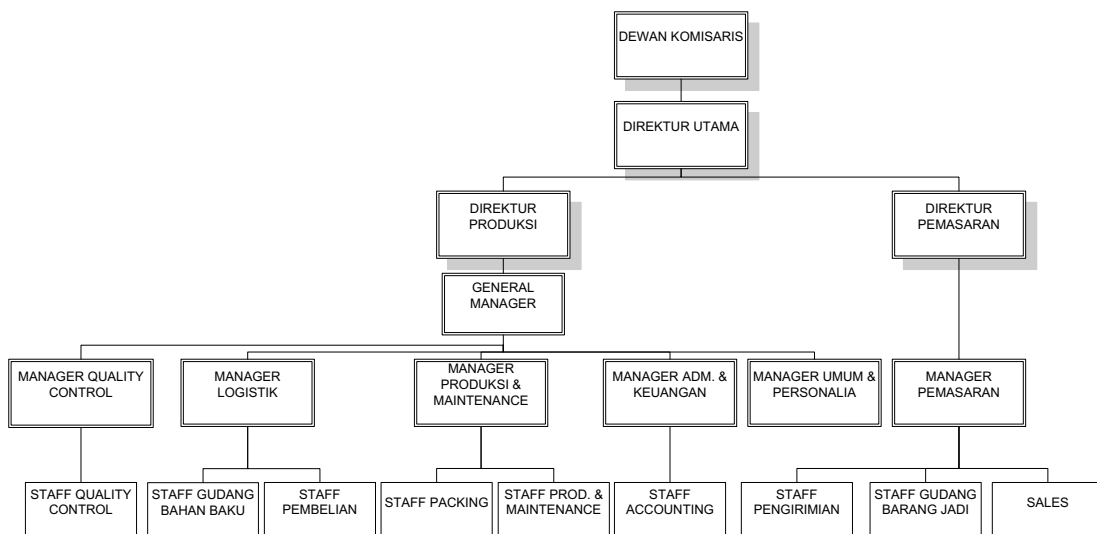 DEWAN KOMISARIS
DIREKTUR UTAMA
DIREKTUR
PRODUKSI
DIREKTUR
PEMASARAN
GENERAL
MANAGER
MANAGER QUALITY
CONTROL
MANAGER
LOGISTIK
MANAGER
PRODUKSI &
MAINTENANCE
MANAGER ADM. &
KEUANGAN
MANAGER UMUM &
PERSONALIA
MANAGER
PEMASARAN
STAFF QUALITY
CONTROL
STAFF GUDANG
BAHAN BAKU
STAFF
PEMBELIAN
STAFF PACKING
STAFF PROD. &
MAINTENANCE
STAFF
ACCOUNTING
STAFF
PENGIRIMIAN
STAFF GUDANG
BARANG JADI
SALES